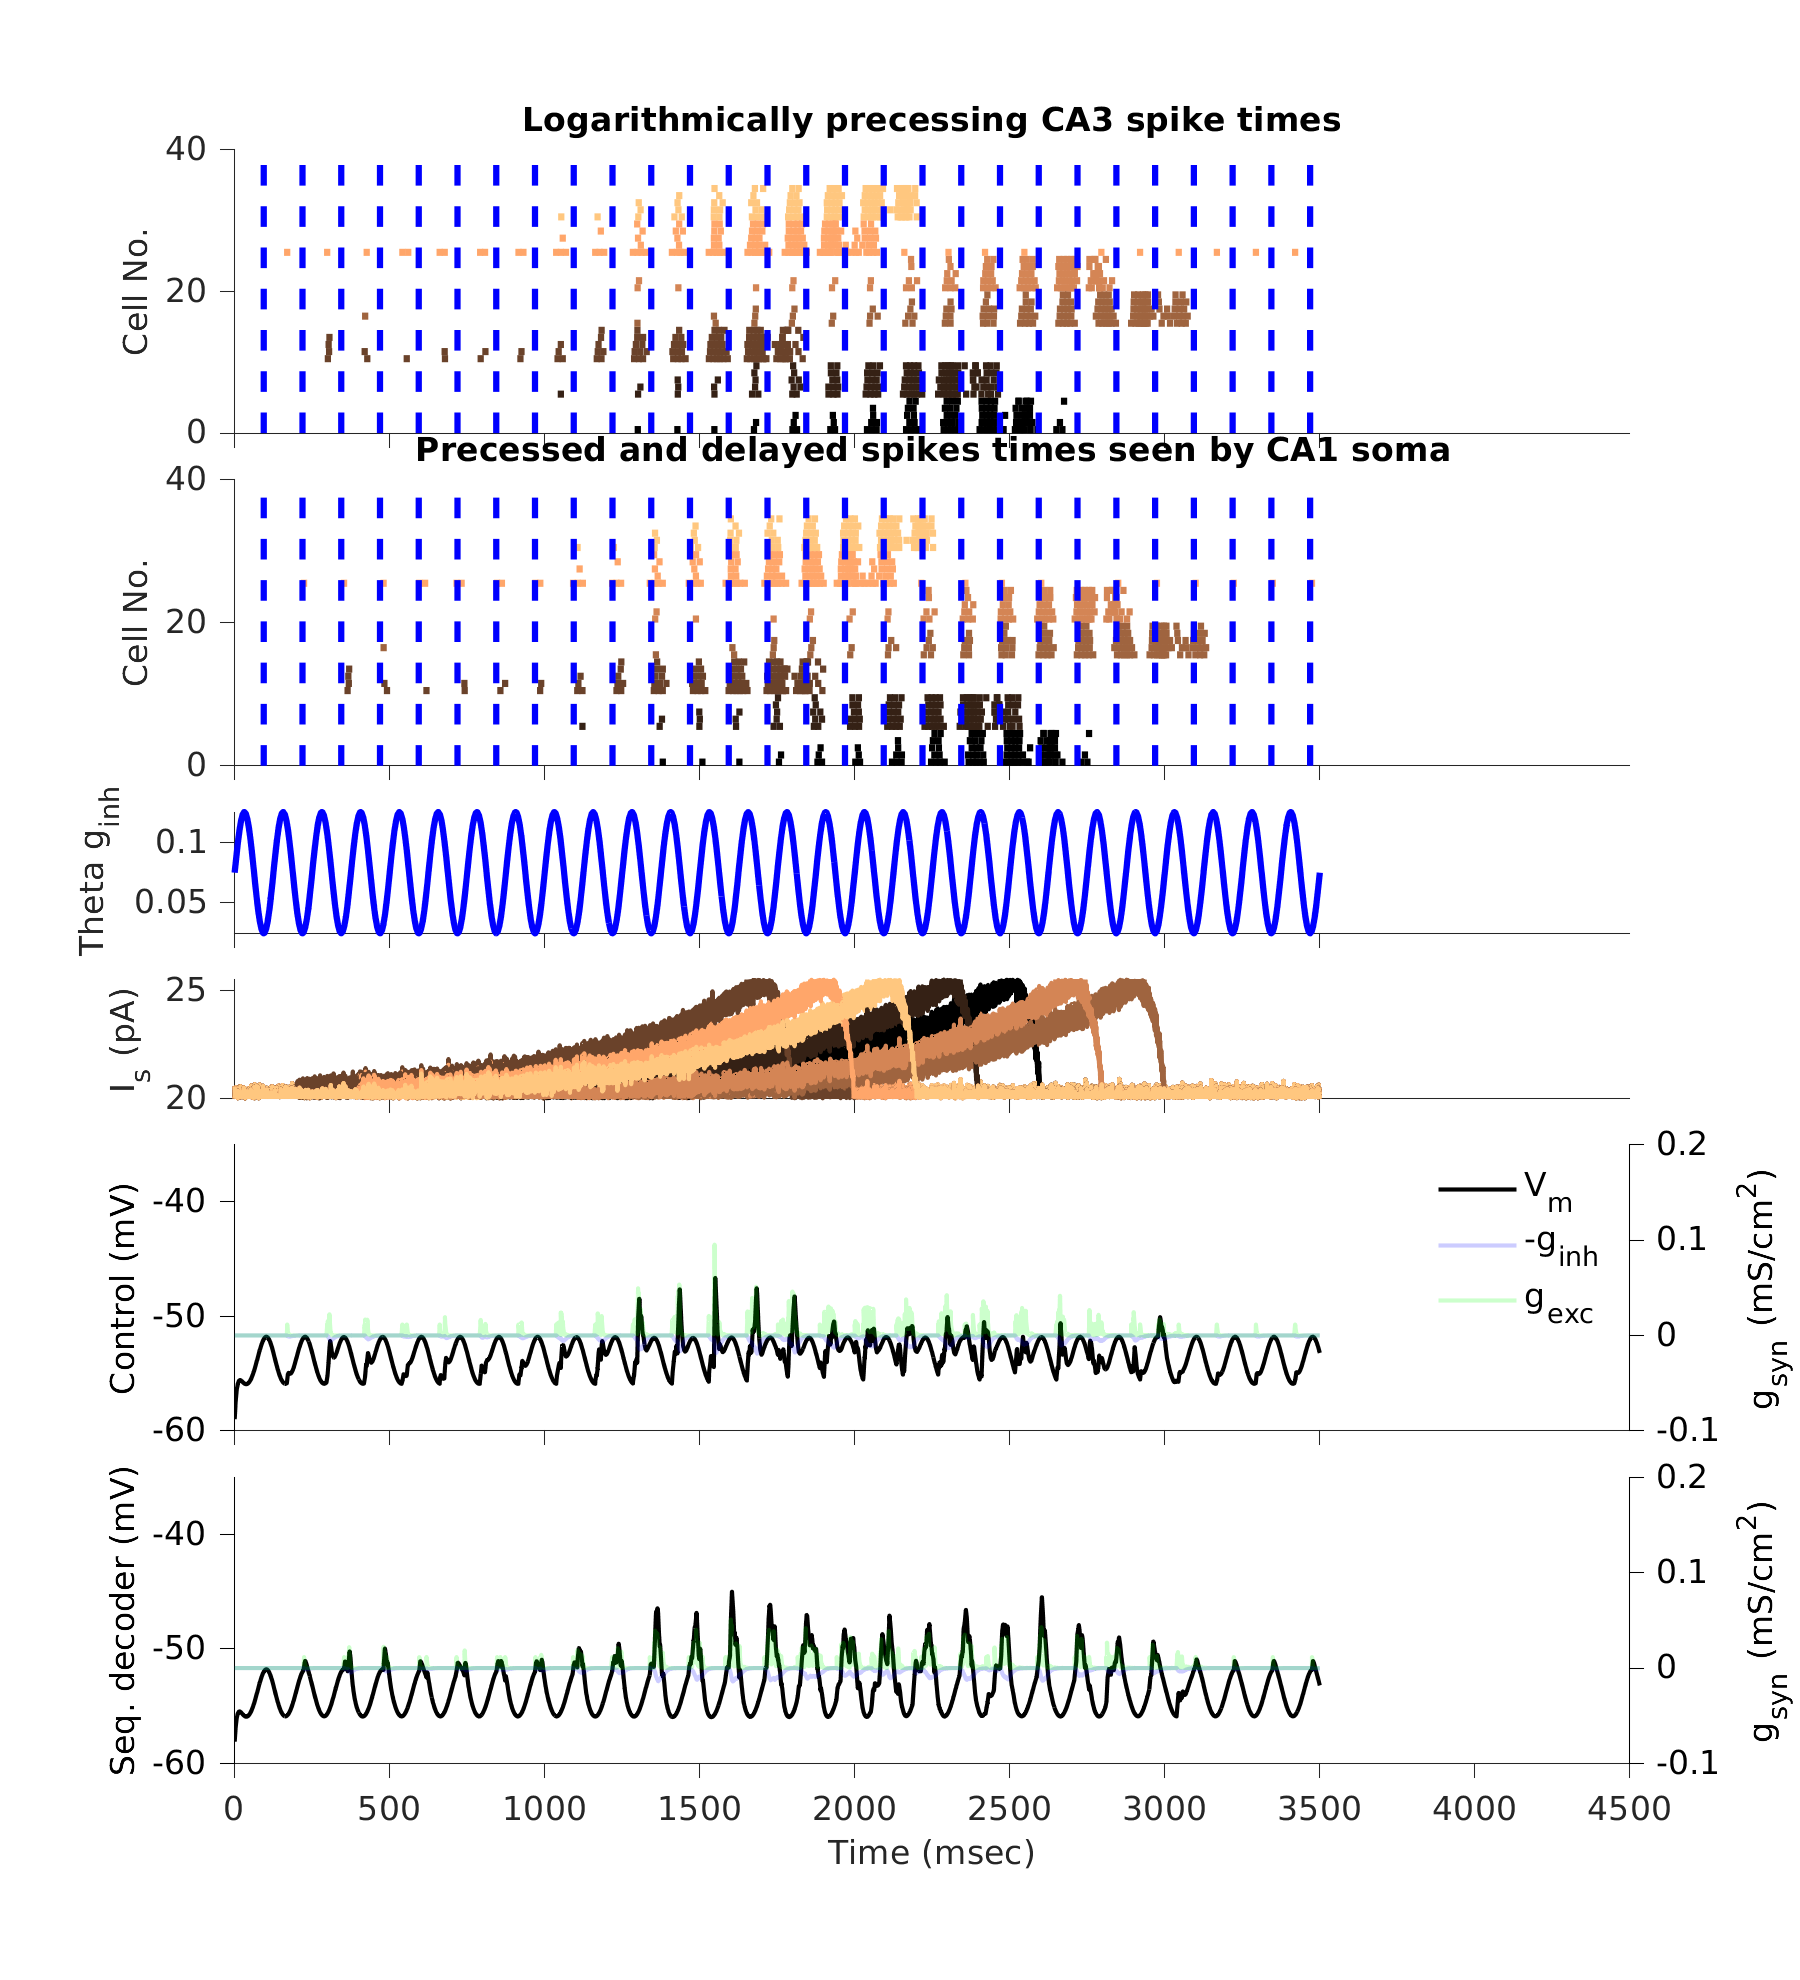 Logarithmically precessing CA3 spike times
40
20
0
Cell No.
Precessed and delayed spikes times seen by CA1 soma
40
20
0
Cell No.
0.1
0.05
Theta g_inh
25
20
I_s (pA)
-40
-50
-60
Control (mV)
V_m
-g_inh
g_exc
0.2
0.1
0
-0.1
g_syn (mS/cm^2)
-40
-50
-60
Seq. decoder (mV)
0.2
0.1
0
-0.1
g_syn (mS/cm^2)
0 500 1000 1500 2000 2500 3000 3500 4000 4500
Time (msec)